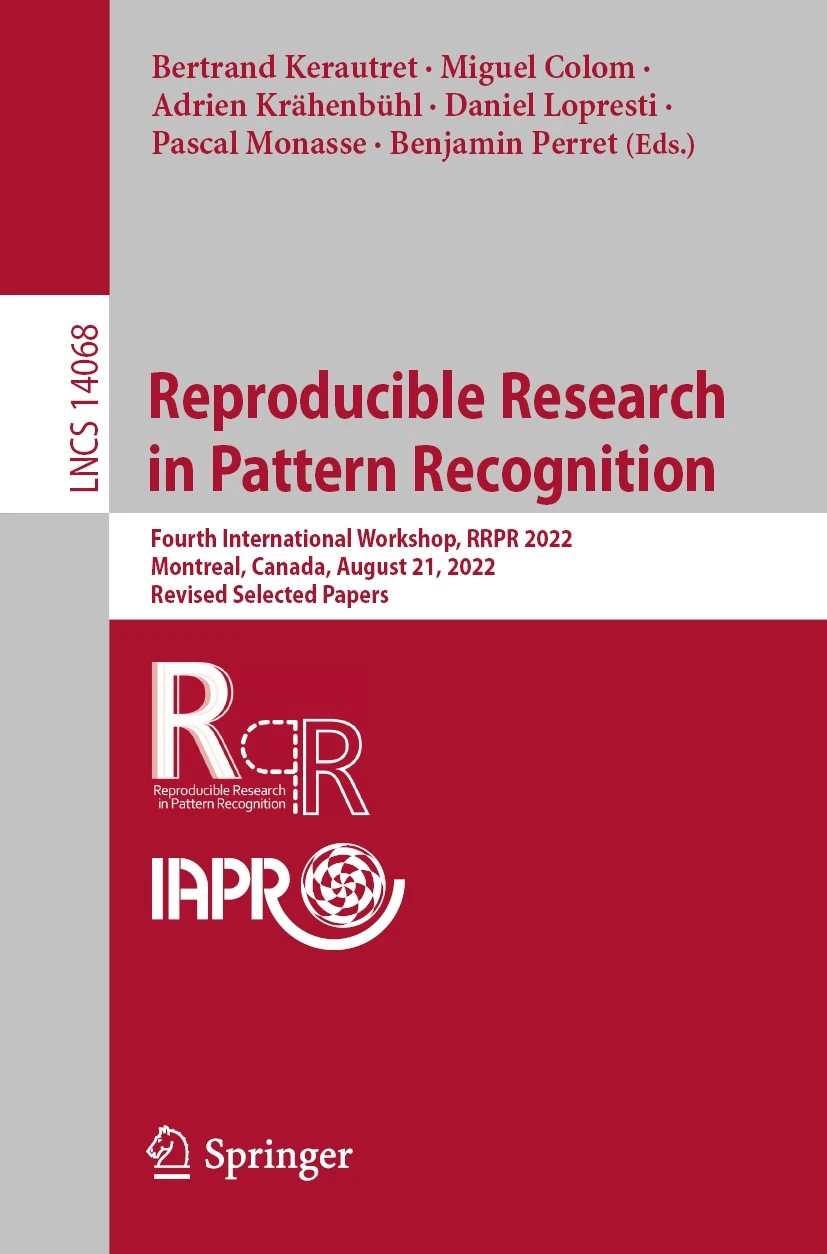 Bertrand Kerautret · Miguel Colom ·
Adrien Krähenbühl · Daniel Lopresti ·
Pascal Monasse · Benjamin Perret (Eds.)
LNCS 14068
Reproducible Research
in Pattern Recognition
Fourth International Workshop, RRPR 2022
Montreal, Canada, August 21, 2022
Revised Selected Papers
RRPR
Reproducible Research
in Pattern Recognition
IAPR
Springer